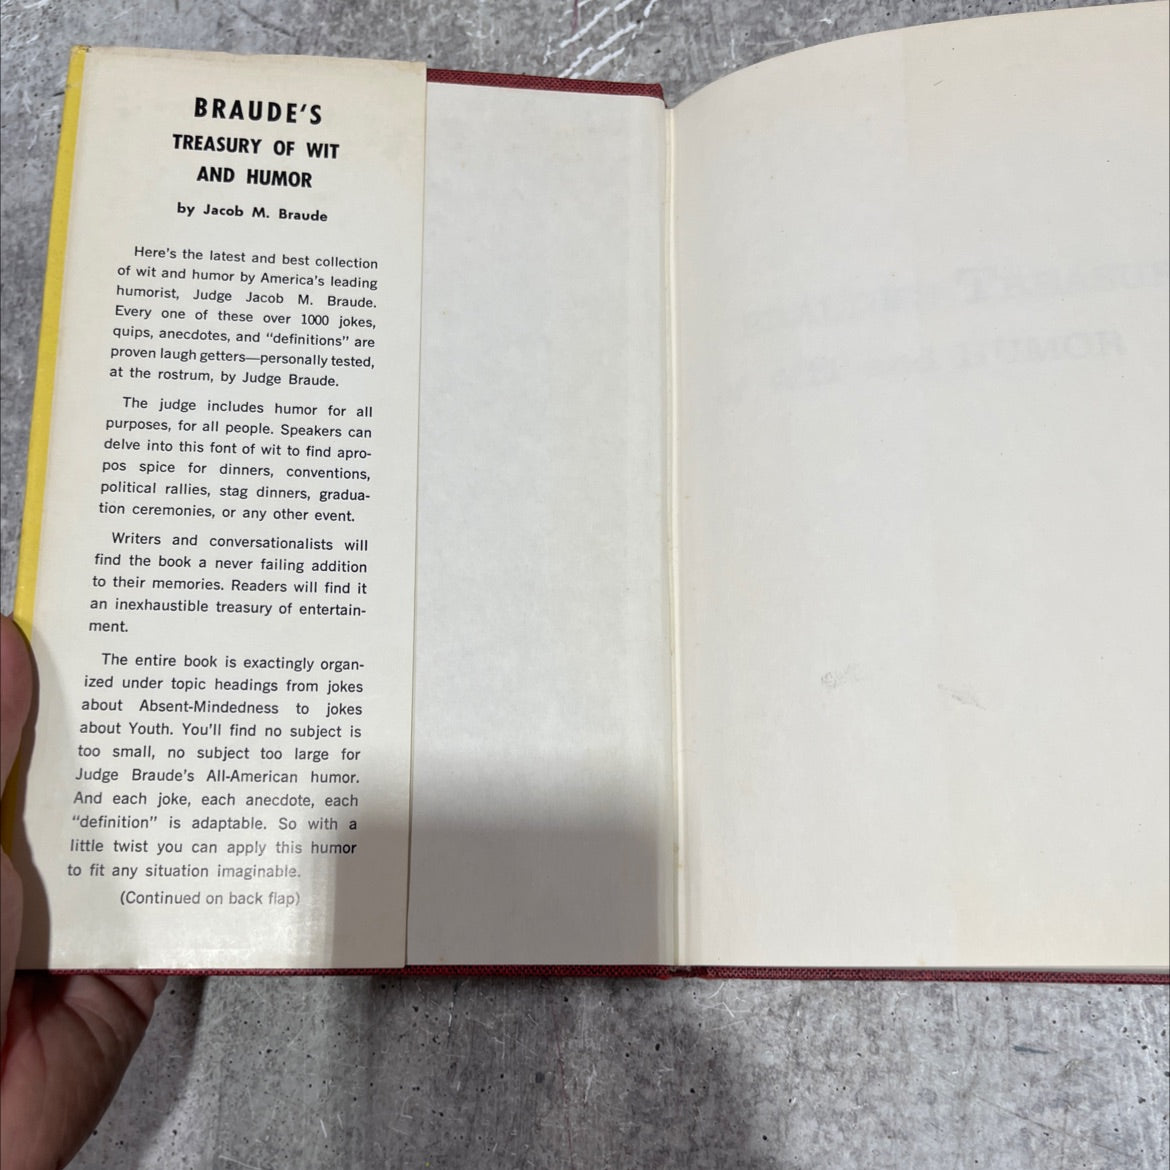 BRAUDE'S
TREASURY OF WIT
AND HUMOR
by Jacob M. Braude
Here's the latest and best collection
of wit and humor by America's leading
humorist, Judge Jacob M. Braude.
Every one of these over 1000 jokes,
quips, anecdotes, and "definitions" are
proven laugh getters—personally tested,
at the rostrum, by Judge Braude.
The judge includes humor for all
purposes, for all people. Speakers can
delve into this font of wit to find apro-
pos spice for dinners, conventions,
political rallies, stag dinners, gradua-
tion ceremonies, or any other event.
Writers and conversationalists will
find the book a never failing addition
to their memories. Readers will find it
an inexhaustible treasury of entertain-
ment.
The entire book is exactingly organ-
ized under topic headings from jokes
about Absent-Mindedness to jokes
about Youth. You'll find no subject is
too small, no subject too large for
Judge Braude's All-American humor.
And each joke, each anecdote, each
"definition" is adaptable. So with a
little twist you can apply this humor
to fit any situation imaginable.
(Continued on back flap)